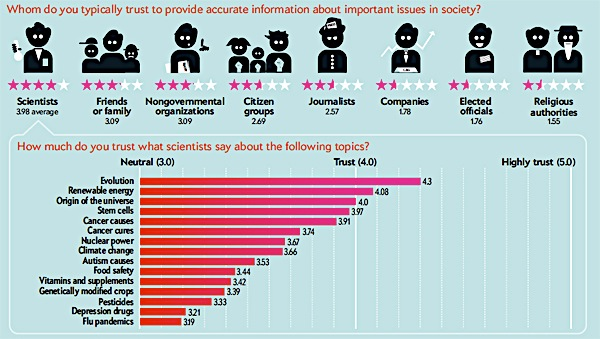 Whom do you typically trust to provide accurate information about important issues in society?
Scientists
3.98 average
Friends
or family
3.09
Nongovernmental
organizations
3.09
Citizen
groups
2.69
Journalists
2.57
Companies
1.78
Elected
officials
1.76
Religious
authorities
1.55
How much do you trust what scientists say about the following topics?
Neutral (3.0) Trust (4.0) Highly trust (5.0)
Evolution 4.3
Renewable energy 4.08
Origin of the universe 4.0
Stem cells 3.97
Cancer causes 3.91
Cancer cures 3.74
Nuclear power 3.67
Climate change 3.66
Autism causes 3.53
Food safety 3.44
Vitamins and supplements 3.42
Genetically modified crops 3.39
Pesticides 3.33
Depression drugs 3.21
Flu pandemics 3.19